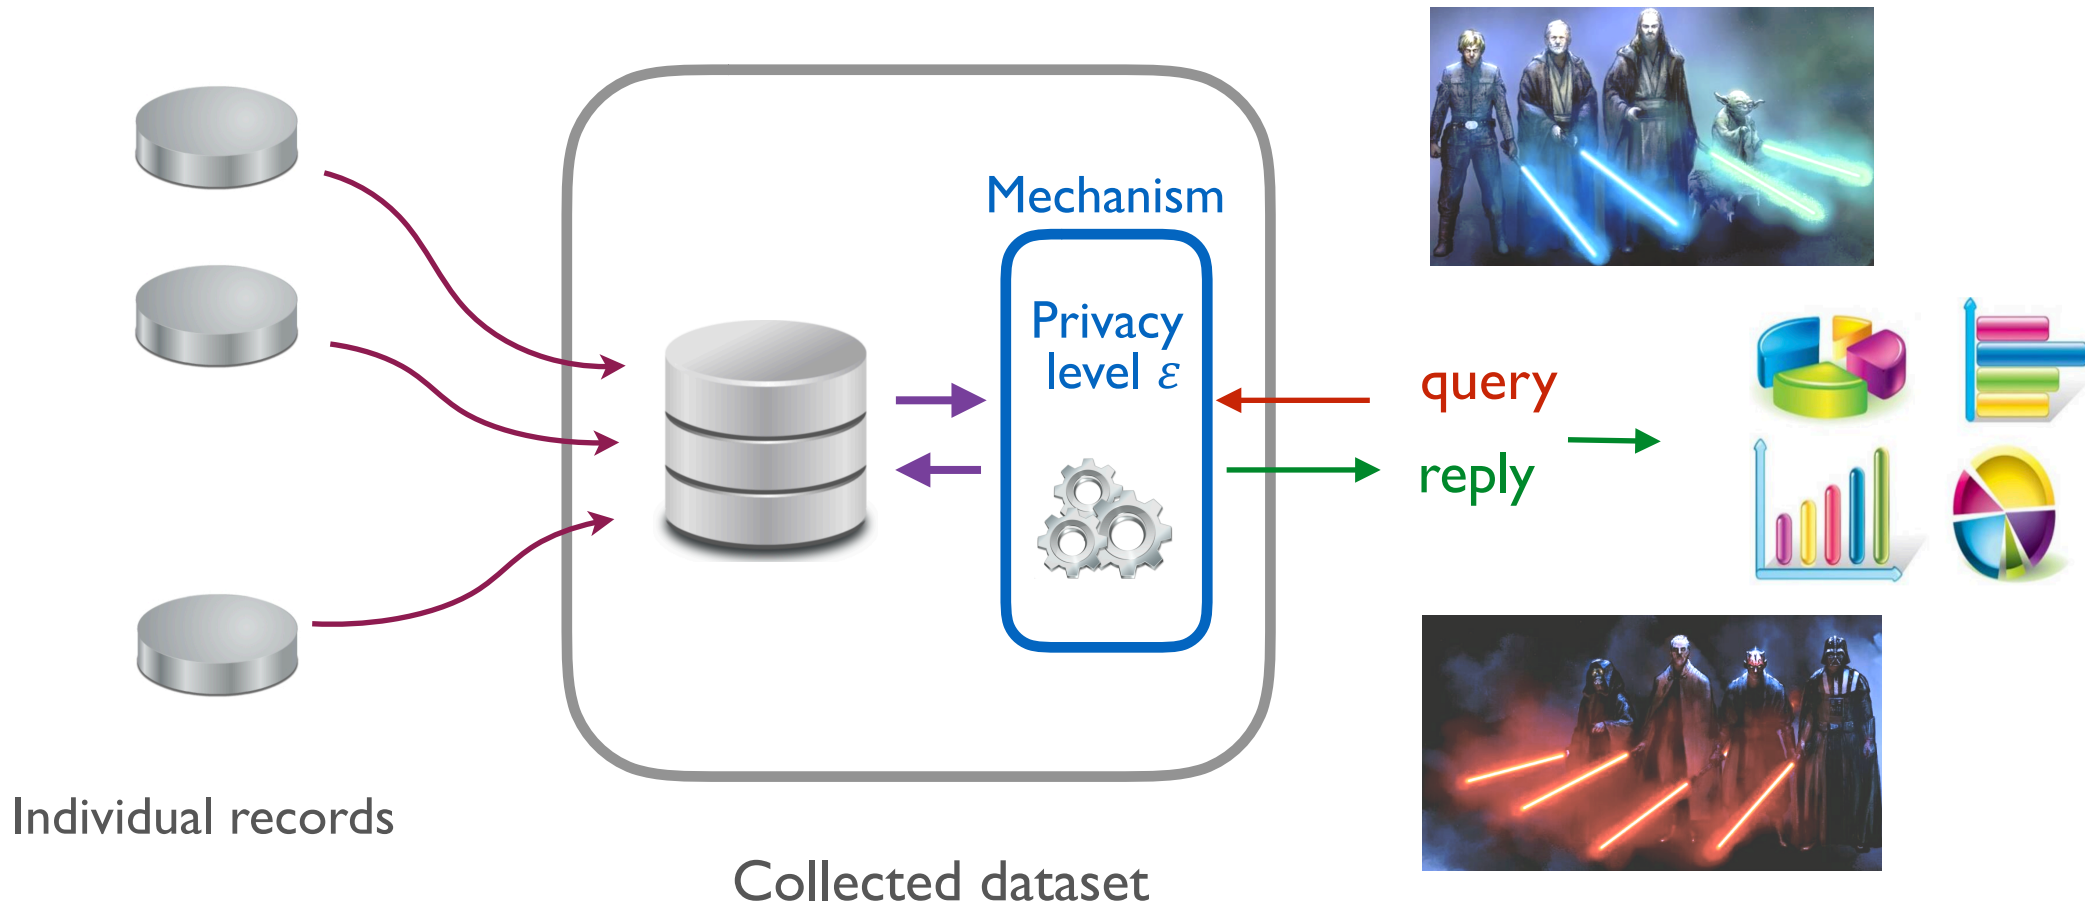 Mechanism
Privacy
level ε
query
reply
Individual records
Collected dataset